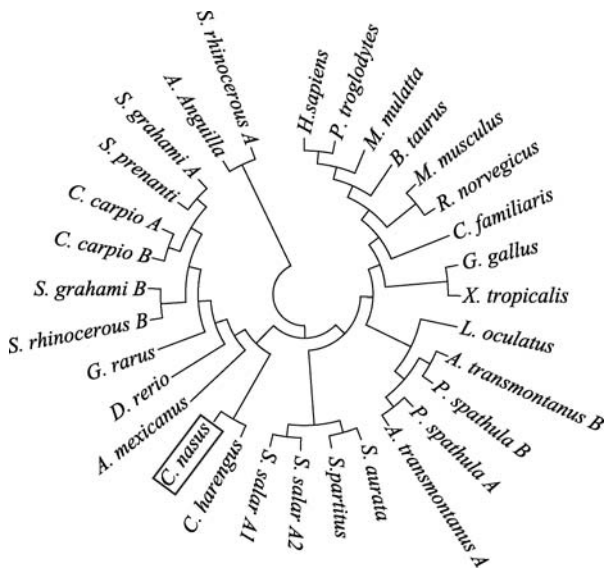 S. rhinocerous A
H.sapiens
P. troglodytes
M. mulatta
B. taurus
M. musculus
R. norvegicus
C. familiaris
G. gallus
X. tropicalis
L. oculatus
A. transmontanus B
P. spathula B
P. spathula A
A. transmontanus A
S. aurata
S.partitus
S. salar A2
S. salar A1
C. harengus
C. nasus
A. mexicanus
D. rerio
G. rarus
S. rhinocerous B
S. grahami B
C. carpio B
C. carpio A
S. prenanti
S. grahami A
A. Anguilla